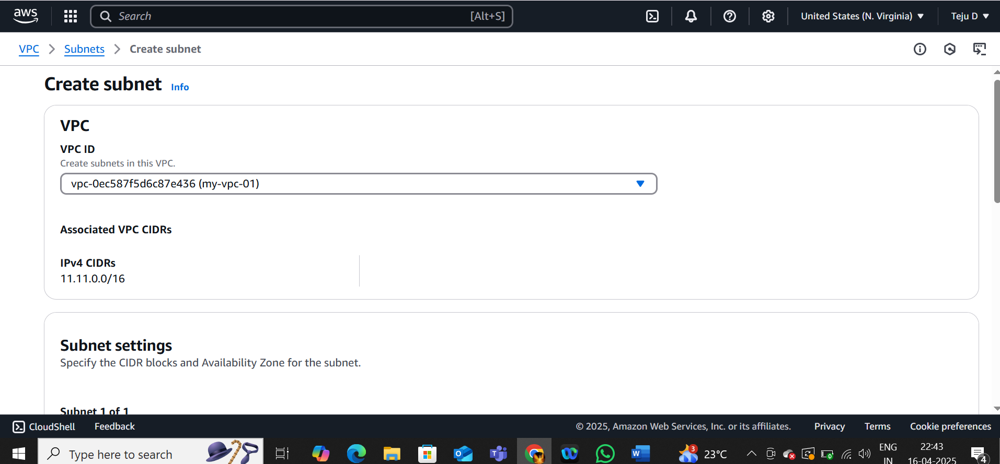 aws
Search [Alt+S]
United States (N. Virginia)
Teju D
VPC
Subnets
Create subnet
Create subnet Info
VPC
VPC ID
Create subnets in this VPC.
vpc-0ec587f5d6c87e436 (my-vpc-01)
Associated VPC CIDRs
IPv4 CIDRs
11.11.0.0/16
Subnet settings
Specify the CIDR blocks and Availability Zone for the subnet.
Subnet 1 of 1
CloudShell Feedback © 2025, Amazon Web Services, Inc. or its affiliates. Privacy Terms Cookie preferences
Type here to search
3
23°C
ENG
IN
22:43
16-04-2025
4